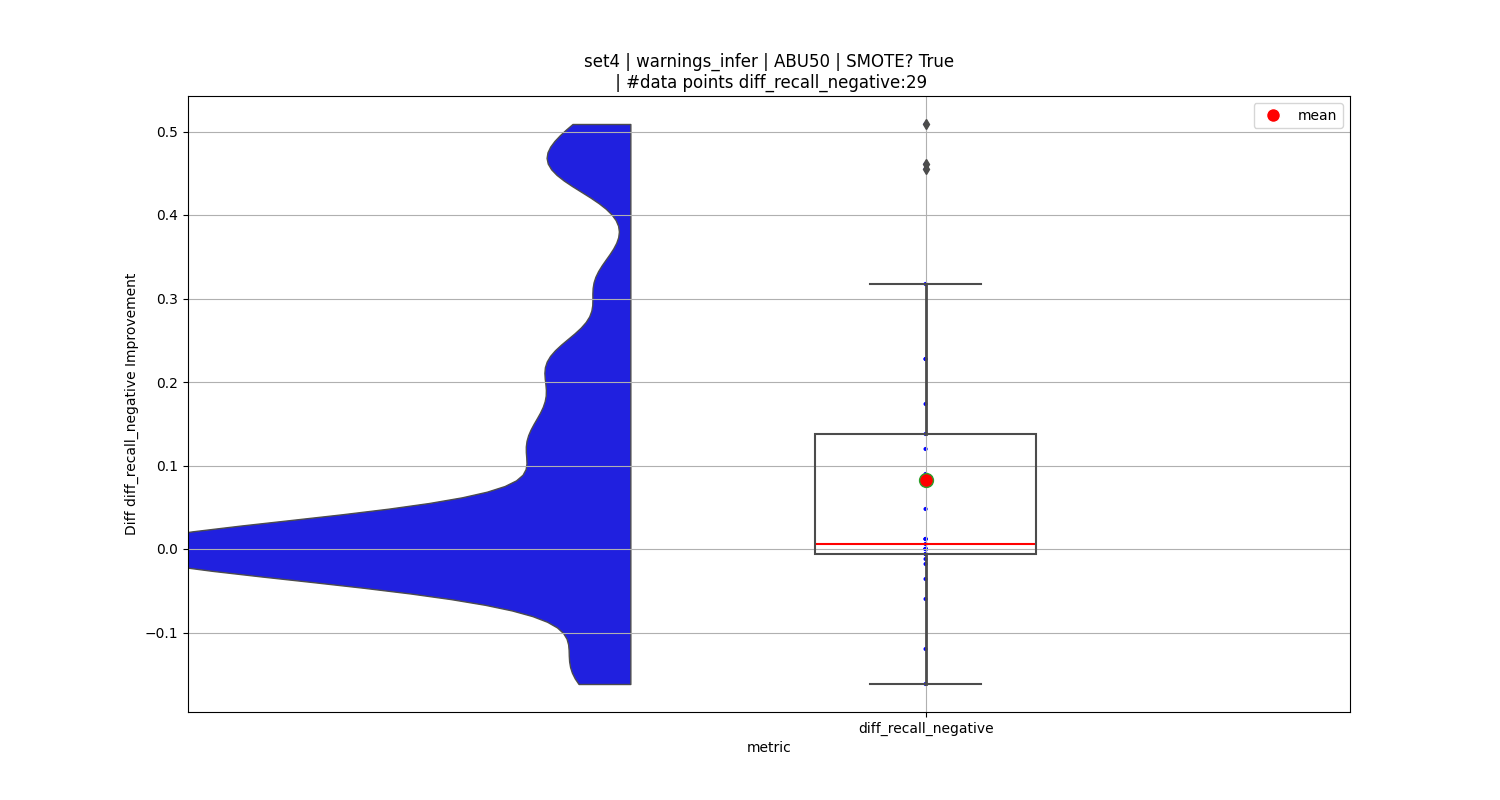 set4 | warnings_infer | ABU50 | SMOTE? True
| #data points diff_recall_negative:29
mean
0.5
0.4
0.3
0.2
0.1
0.0
−0.1
Diff diff_recall_negative Improvement
diff_recall_negative
metric